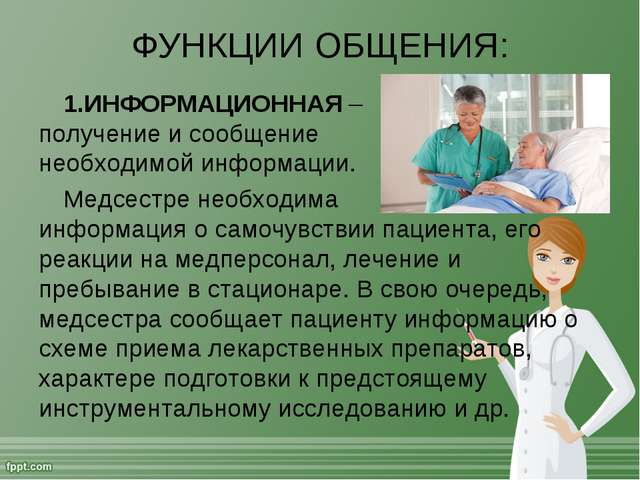 ФУНКЦИИ ОБЩЕНИЯ:
1.ИНФОРМАЦИОННАЯ –
получение и сообщение
необходимой информации.
Медсестре необходима
информация о самочувствии пациента, его
реакции на медперсонал, лечение и
пребывание в стационаре. В свою очередь,
медсестра сообщает пациенту информацию о
схеме приема лекарственных препаратов,
характере подготовки к предстоящему
инструментальному исследованию и др.
fppt.com